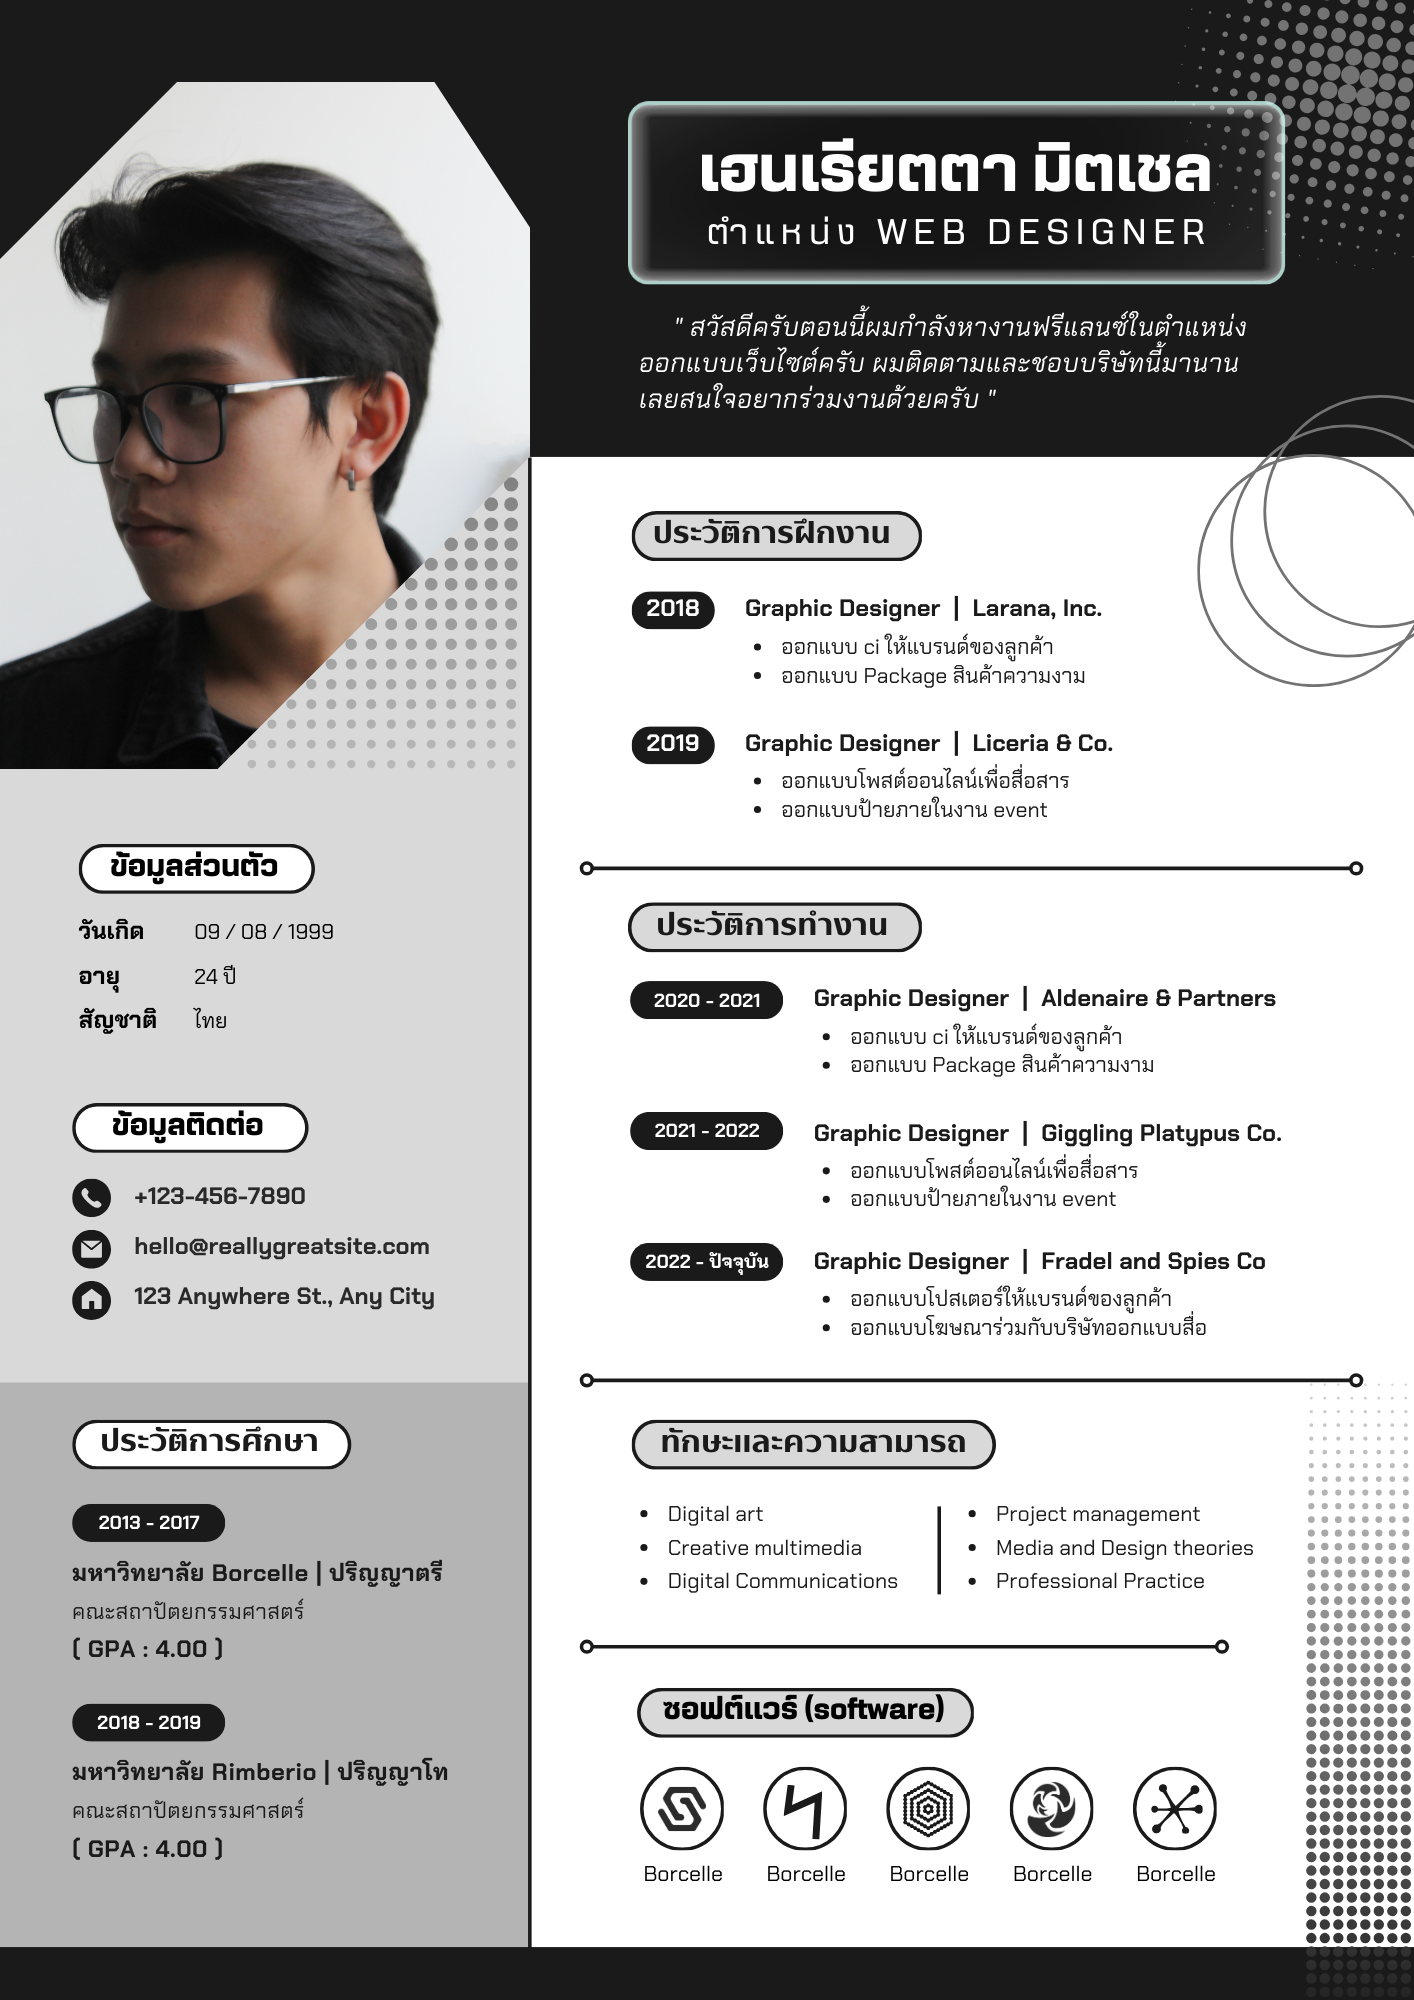 เฮนเรียตตา มิตเชล
ตำแหน่ง WEB DESIGNER
" สวัสดีครับตอนนี้ผมกำลังหางานฟรีแลนซ์ในตำแหน่ง
ออกแบบเว็บไซต์ครับ ผมติดตามและชอบบริษัทนี้มานาน
เลยสนใจอยากร่วมงานด้วยครับ "
ข้อมูลส่วนตัว
วันเกิด 09 / 08 / 1999
อายุ 24 ปี
สัญชาติ ไทย
ข้อมูลติดต่อ
+123-456-7890
hello@reallygreatsite.com
123 Anywhere St., Any City
ประวัติการศึกษา
2013 - 2017
มหาวิทยาลัย Borcelle | ปริญญาตรี
คณะสถาปัตยกรรมศาสตร์
( GPA : 4.00 )
2018 - 2019
มหาวิทยาลัย Rimberio | ปริญญาโท
คณะสถาปัตยกรรมศาสตร์
( GPA : 4.00 )
ประวัติการฝึกงาน
2018 Graphic Designer | Larana, Inc.
• ออกแบบ ci ให้แบรนด์ของลูกค้า
• ออกแบบ Package สินค้าความงาม
2019 Graphic Designer | Liceria & Co.
• ออกแบบโพสต์ออนไลน์เพื่อสื่อสาร
• ออกแบบป้ายภายในงาน event
ประวัติการทำงาน
2020 - 2021 Graphic Designer | Aldenaire & Partners
• ออกแบบ ci ให้แบรนด์ของลูกค้า
• ออกแบบ Package สินค้าความงาม
2021 - 2022 Graphic Designer | Giggling Platypus Co.
• ออกแบบโพสต์ออนไลน์เพื่อสื่อสาร
• ออกแบบป้ายภายในงาน event
2022 - ปัจจุบัน Graphic Designer | Fradel and Spies Co
• ออกแบบโปสเตอร์ให้แบรนด์ของลูกค้า
• ออกแบบโฆษณาร่วมกับบริษัทออกแบบสื่อ
ทักษะและความสามารถ
• Digital art
• Creative multimedia
• Digital Communications
• Project management
• Media and Design theories
• Professional Practice
ซอฟต์แวร์ (software)
Borcelle Borcelle Borcelle Borcelle Borcelle